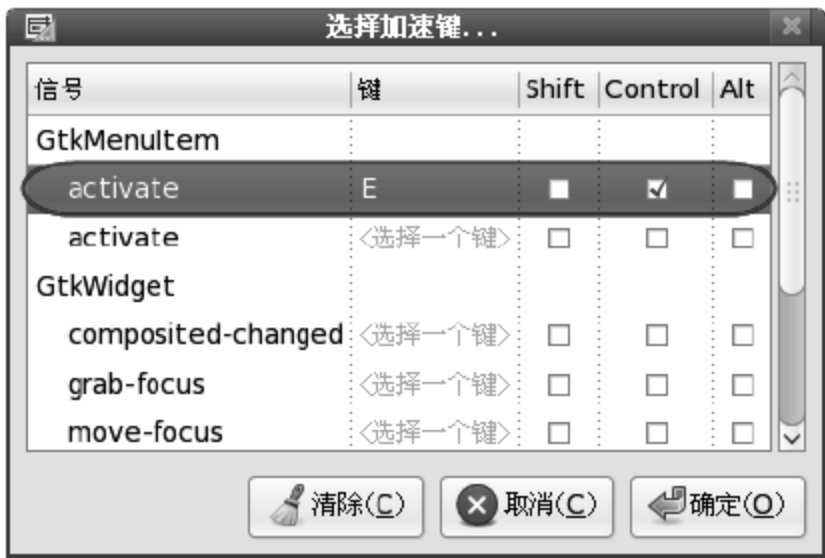 选择加速键...
信号 键 Shift Control Alt
GtkMenuItem
activate E
activate <选择一个键>
GtkWidget
composited-changed <选择一个键>
grab-focus <选择一个键>
move-focus <选择一个键>
清除(C) 取消(C) 确定(O)